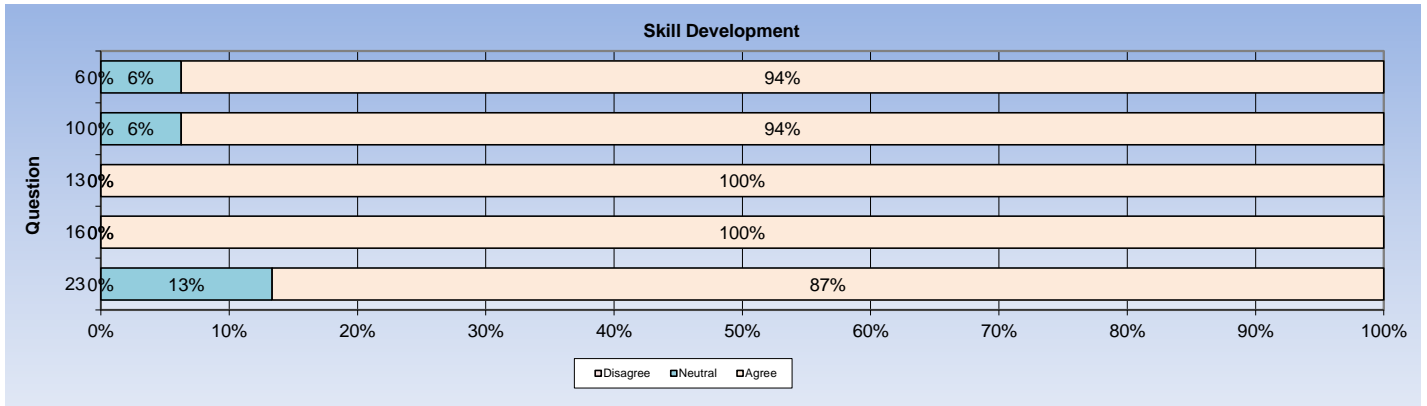 Skill Development
Question
6 0% 6% 94%
10 0% 6% 94%
13 0% 100%
16 0% 100%
23 0% 13% 87%
0% 10% 20% 30% 40% 50% 60% 70% 80% 90% 100%
Disagree Neutral Agree